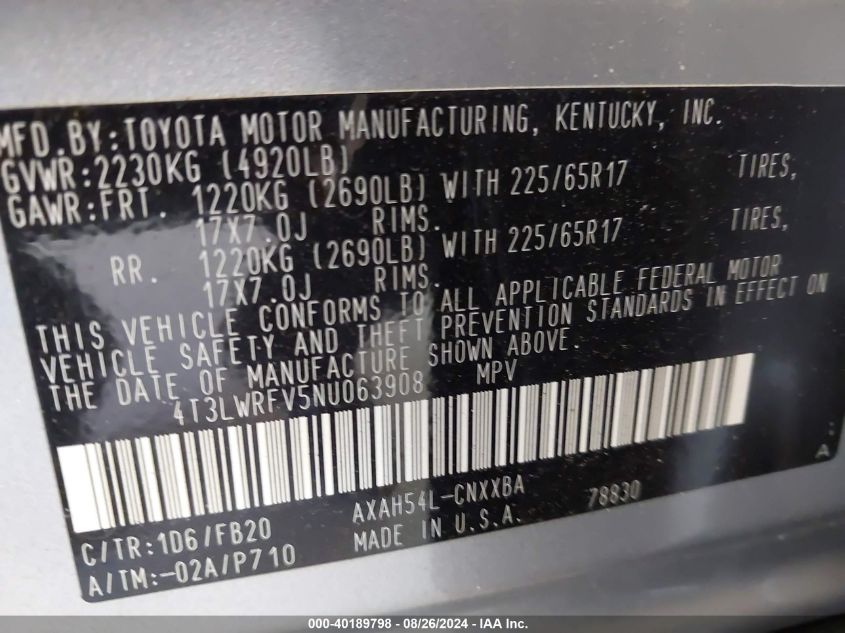 MFD.BY:TOYOTA MOTOR MANUFACTURING, KENTUCKY, INC.
GVWR:2230KG (4920LB)
GAWR:FRT. 1220KG (2690LB) WITH 225/65R17 TIRES,
17X7.0J RIMS.
RR. 1220KG (2690LB) WITH 225/65R17 TIRES,
17X7.0J RIMS.
THIS VEHICLE CONFORMS TO ALL APPLICABLE FEDERAL MOTOR
VEHICLE SAFETY AND THEFT PREVENTION STANDARDS IN EFFECT ON
THE DATE OF MANUFACTURE SHOWN ABOVE.
4T3LWRFV5NU063908 MPV
A
C/TR:1D6/FB20 AXAH54L-CNXXBA 78830
A/TM:-02A/P710 MADE IN U.S.A.
000-40189798 - 08/26/2024 - IAAI Inc.